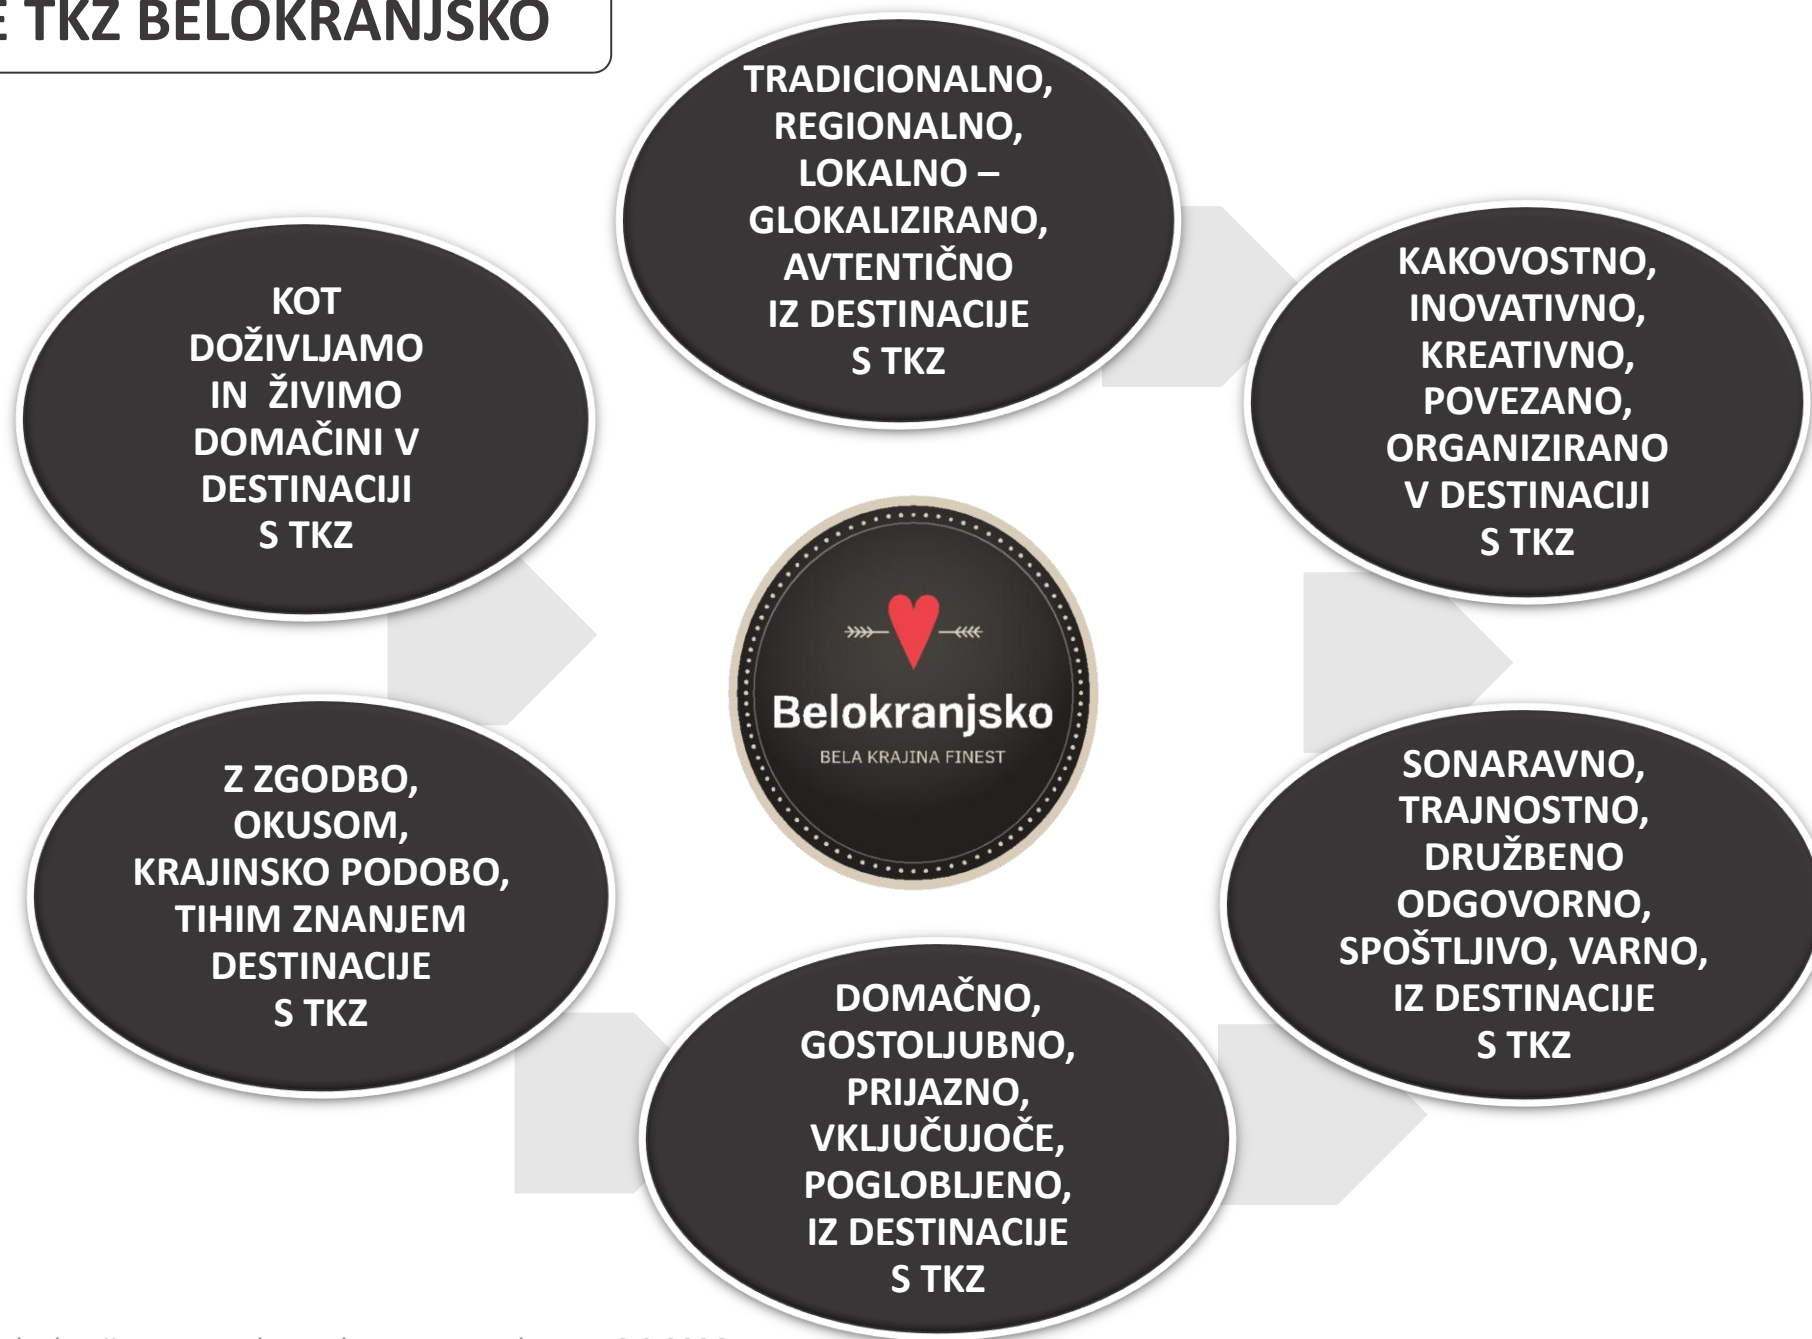 TKZ BELOKRANJSKO
TRADICIONALNO,
REGIONALNO,
LOKALNO –
GLOKALIZIRANO,
AVTENTIČNO
IZ DESTINACIJE
S TKZ
KAKOVOSTNO,
INOVATIVNO,
KREATIVNO,
POVEZANO,
ORGANIZIRANO
V DESTINACIJI
S TKZ
SONARAVNO,
TRAJNOSTNO,
DRUŽBENO
ODGOVORNO,
SPOŠTLJIVO, VARNO,
IZ DESTINACIJE
S TKZ
DOMAČNO,
GOSTOLJUBNO,
PRIJAZNO,
VKLJUČUJOČE,
POGLOBLJENO,
IZ DESTINACIJE
S TKZ
Z ZGODBO,
OKUSOM,
KRAJINSKO PODOBO,
TIHIM ZNANJEM
DESTINACIJE
S TKZ
KOT
DOŽIVLJAMO
IN ŽIVIMO
DOMAČINI V
DESTINACIJI
S TKZ
Belokranjsko
BELA KRAJINA FINEST